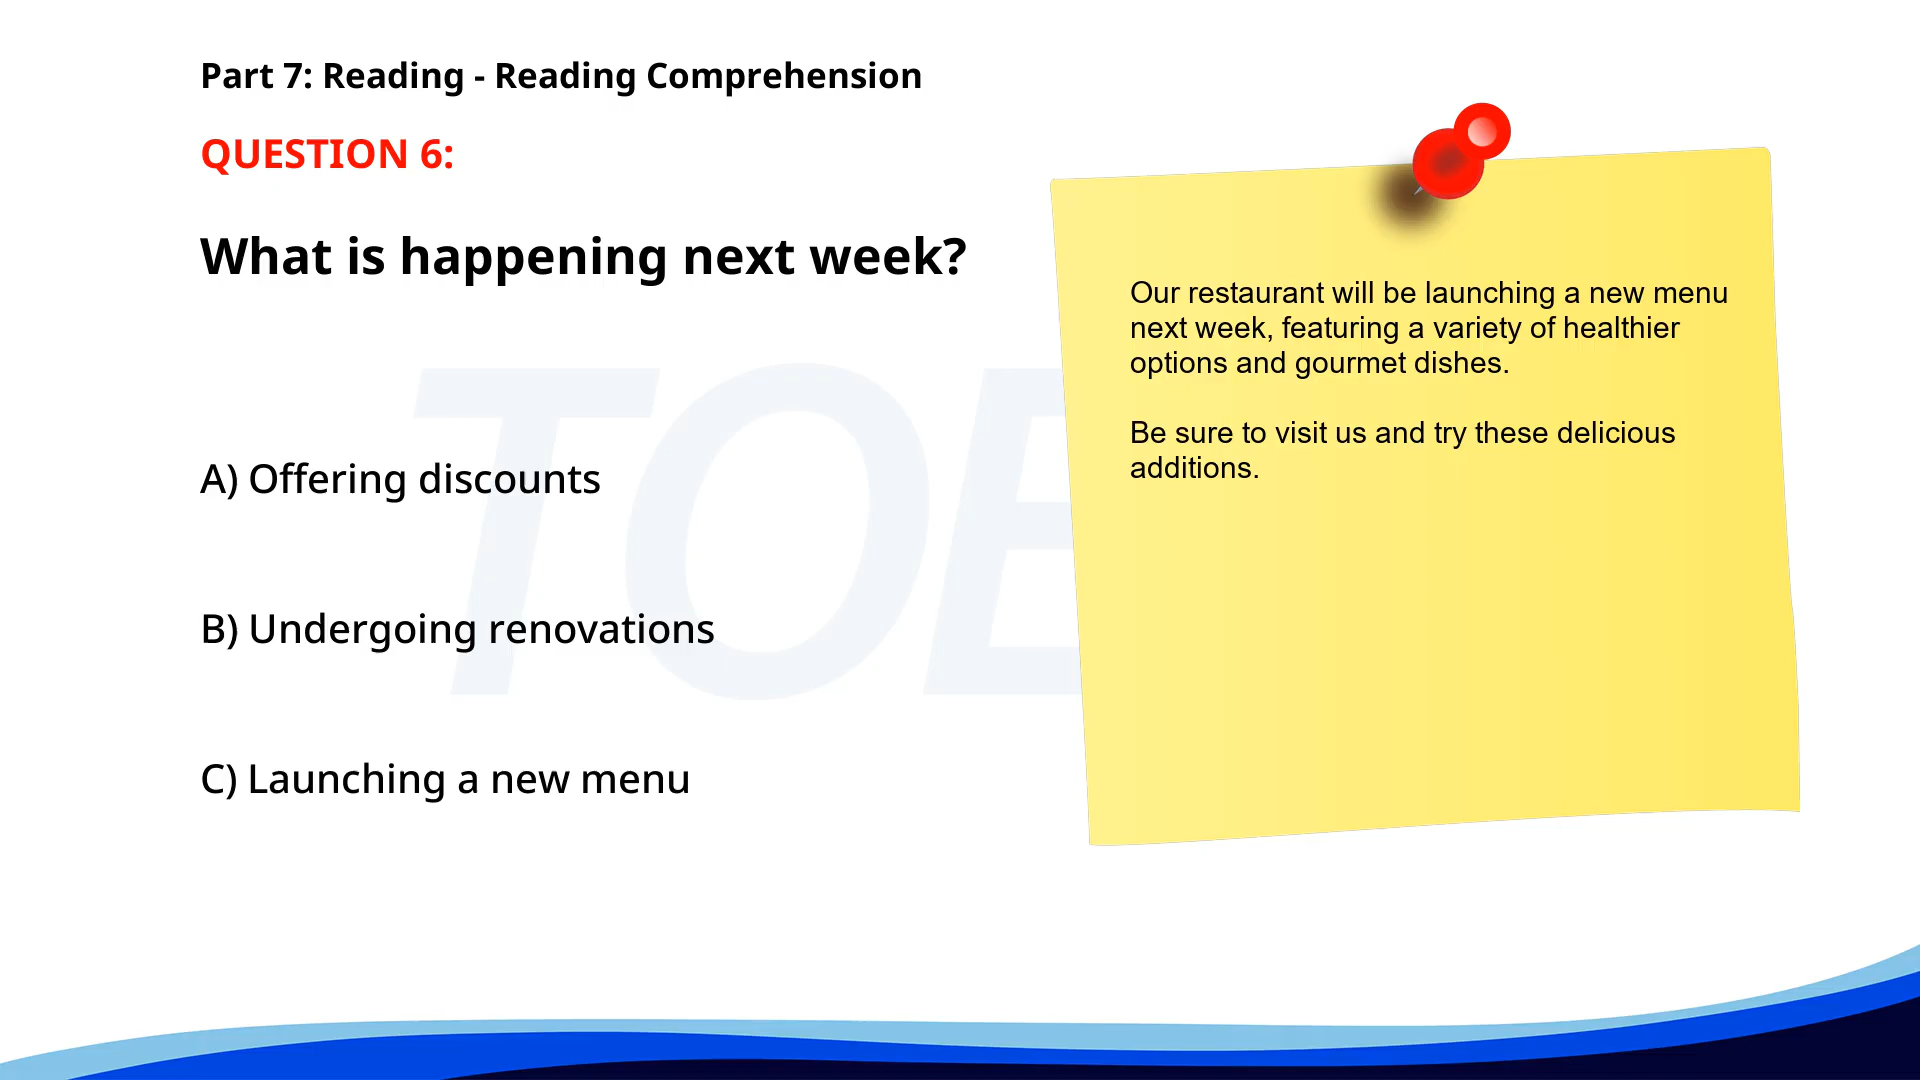 Part 7: Reading - Reading Comprehension
QUESTION 6:
What is happening next week?
A) Offering discounts
B) Undergoing renovations
C) Launching a new menu
Our restaurant will be launching a new menu
next week, featuring a variety of healthier
options and gourmet dishes.
Be sure to visit us and try these delicious
additions.
TOE